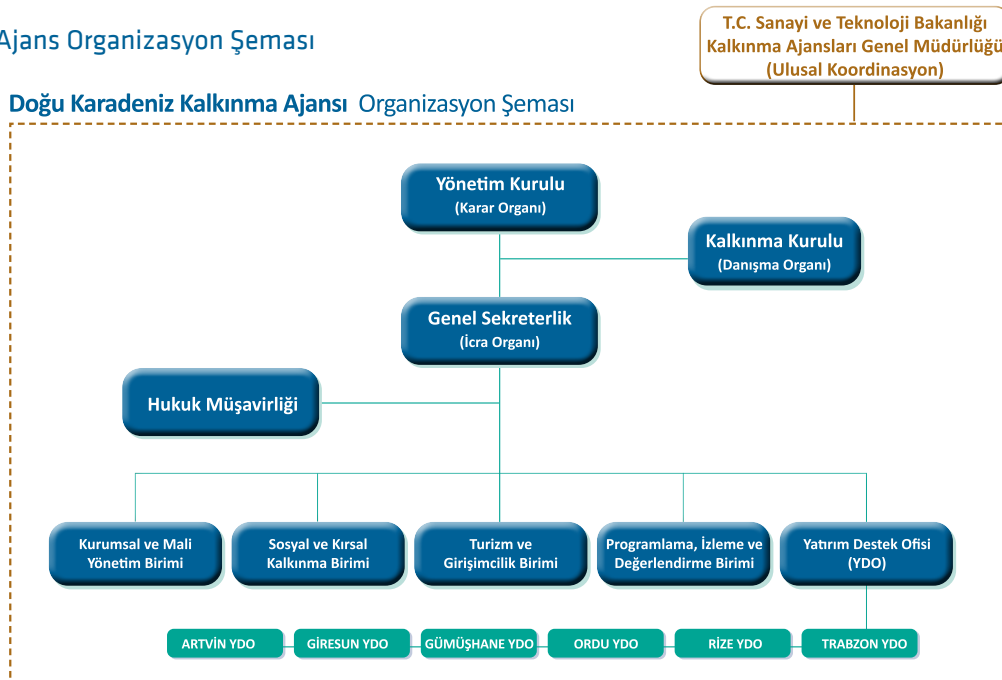 Ajans Organizasyon Şeması
T.C. Sanayi ve Teknoloji Bakanlığı
Kalkınma Ajansları Genel Müdürlüğü
(Ulusal Koordinasyon)
Doğu Karadeniz Kalkınma Ajansı Organizasyon Şeması
Yönetim Kurulu
(Karar Organı)
Kalkınma Kurulu
(Danışma Organı)
Genel Sekreterlik
(İcra Organı)
Hukuk Müşavirliği
Kurumsal ve Mali
Yönetim Birimi
Sosyal ve Kırsal
Kalkınma Birimi
Turizm ve
Girişimcilik Birimi
Programlama, İzleme ve
Değerlendirme Birimi
Yatırım Destek Ofisi
(YDO)
ARTVİN YDO
GİRESUN YDO
GÜMÜŞHANE YDO
ORDU YDO
RİZE YDO
TRABZON YDO